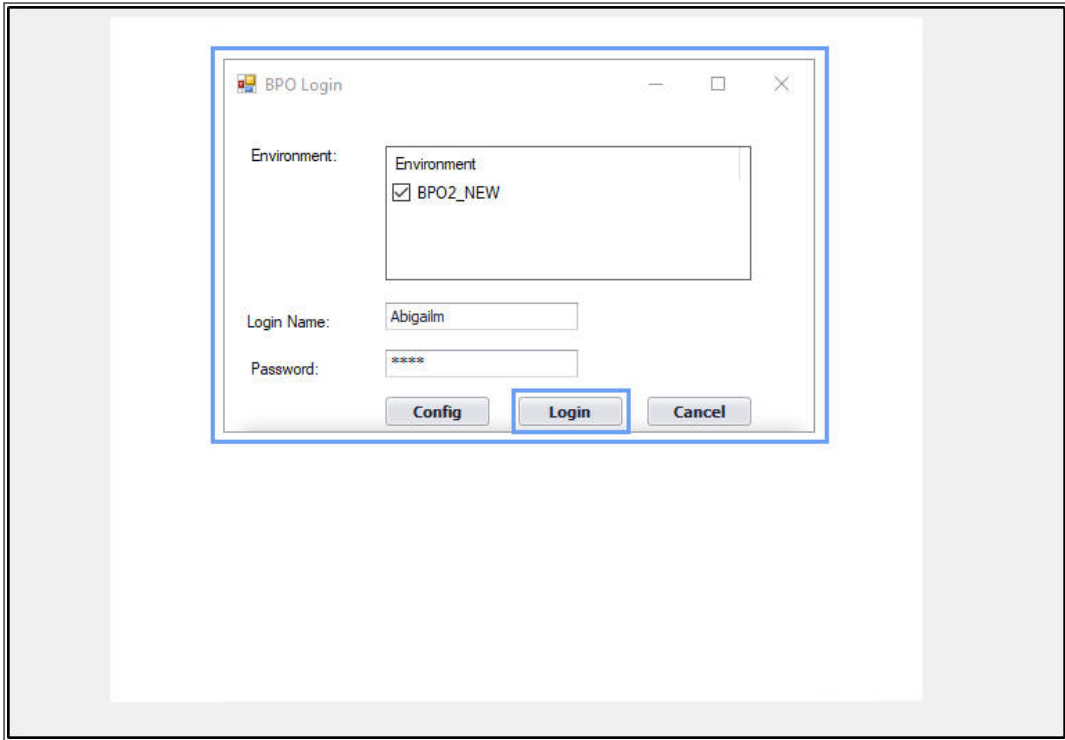 BPO Login
Environment:
Environment
BPO2_NEW
Login Name:
Abigailm
Password:
****
Config
Login
Cancel